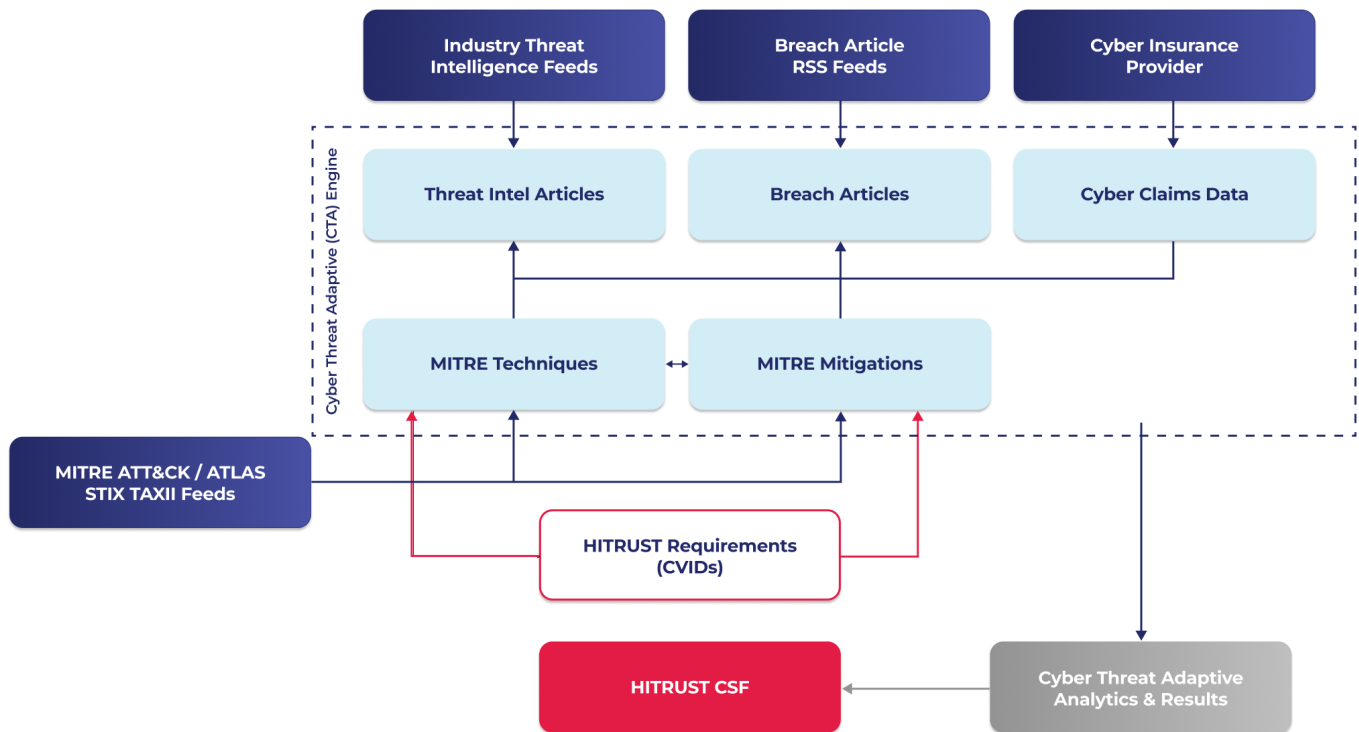 Industry Threat
Intelligence Feeds
Breach Article
RSS Feeds
Cyber Insurance
Provider
Cyber Threat Adaptive (CTA) Engine
Threat Intel Articles
Breach Articles
Cyber Claims Data
MITRE Techniques
MITRE Mitigations
MITRE ATT&CK / ATLAS
STIX TAXII Feeds
HITRUST Requirements
(CVIDs)
HITRUST CSF
Cyber Threat Adaptive
Analytics & Results